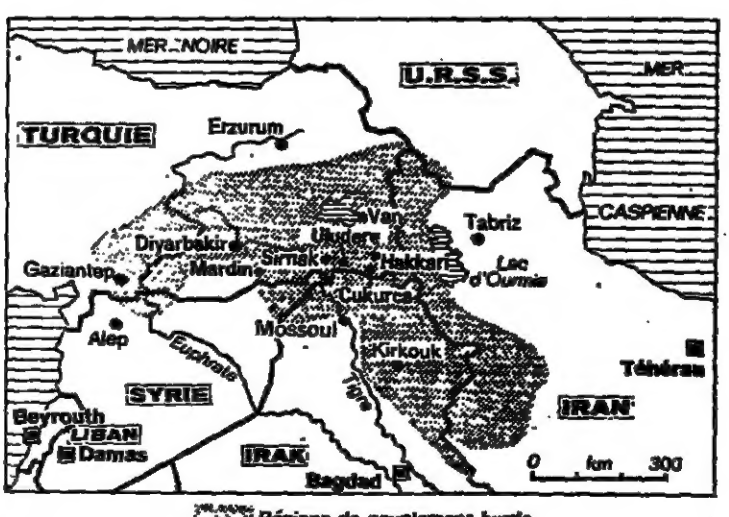 MER NOIRE
U.R.S.S.
MER
TURQUIE
Erzurum
CASPIENNE
Van
Tabriz
Uludere
Diyarbakir
Sirnak
Hakkari
Lac
d'Ourmia
Gaziantep
Mardin
Cukurca
Mossoul
Alep
Euphrate
Kirkouk
Téhéran
Tigre
SYRIE
IRAN
Beyrouth
LIBAN
Damas
IRAK
Bagdad
0 km 300
Régions de peuplement kurde